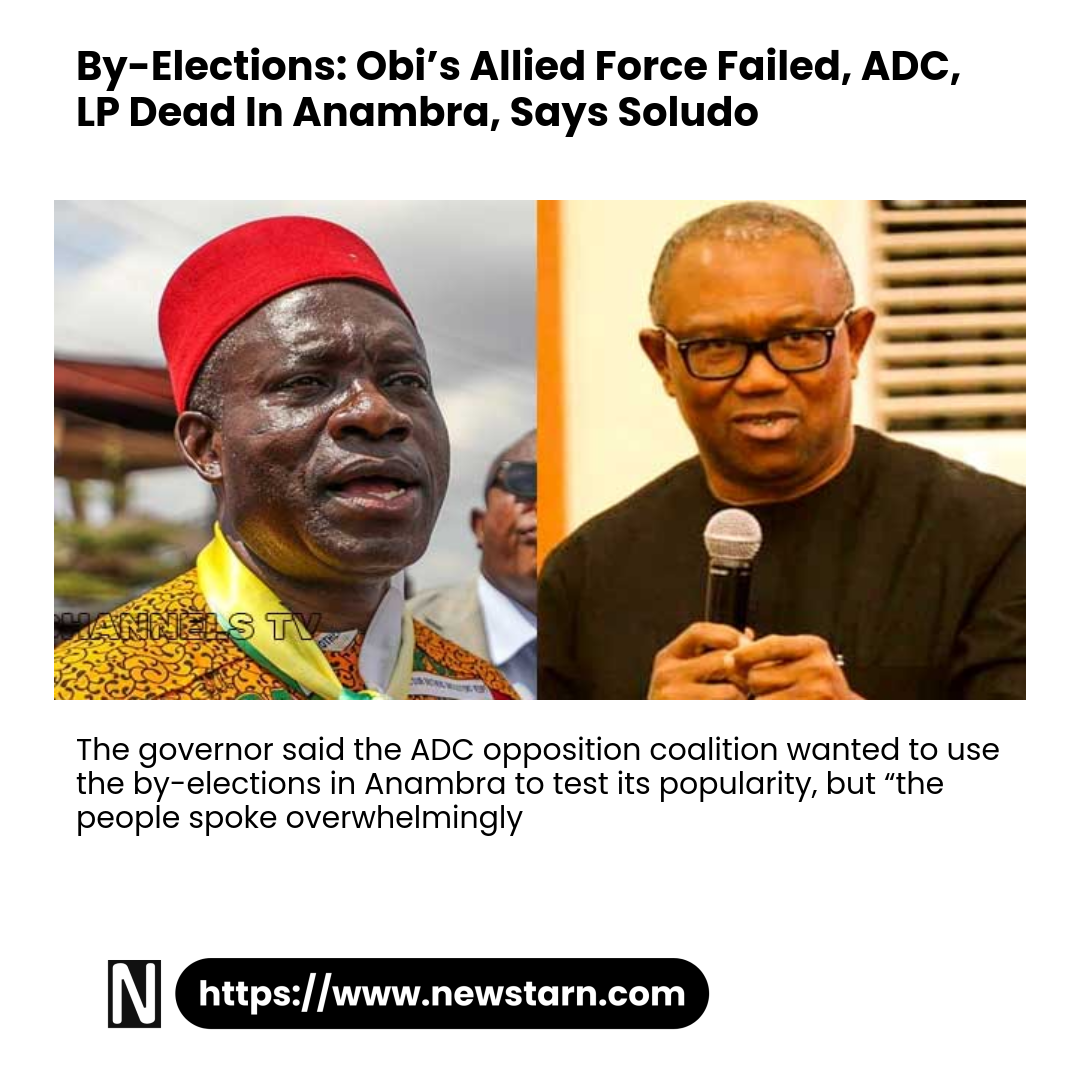 By-Elections: Obi’s Allied Force Failed, ADC,
LP Dead In Anambra, Says Soludo
CHANNELS TV
The governor said the ADC opposition coalition wanted to use
the by-elections in Anambra to test its popularity, but “the
people spoke overwhelmingly
N
https://www.newstarn.com